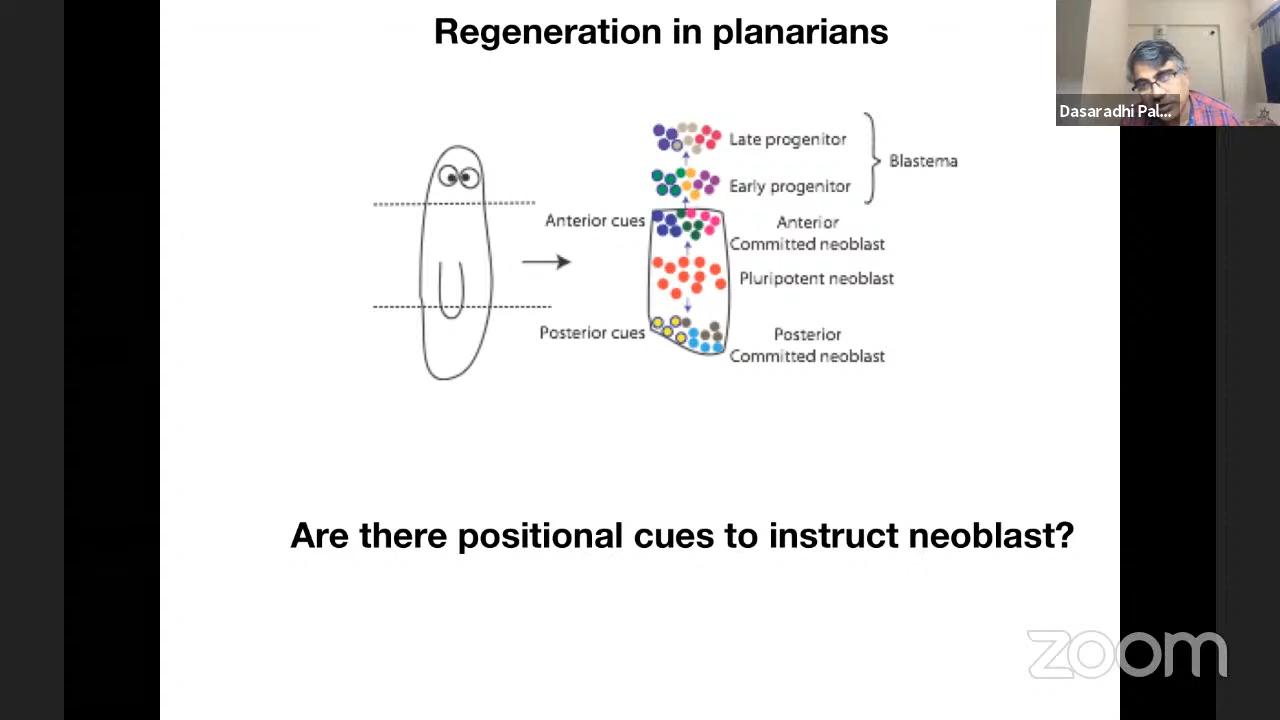 Regeneration in planarians
Dasaradhi Pal...
Late progenitor
Blastema
Early progenitor
Anterior cues
Anterior
Committed neoblast
Pluripotent neoblast
Posterior cues
Posterior
Committed neoblast
Are there positional cues to instruct neoblast?
zoom